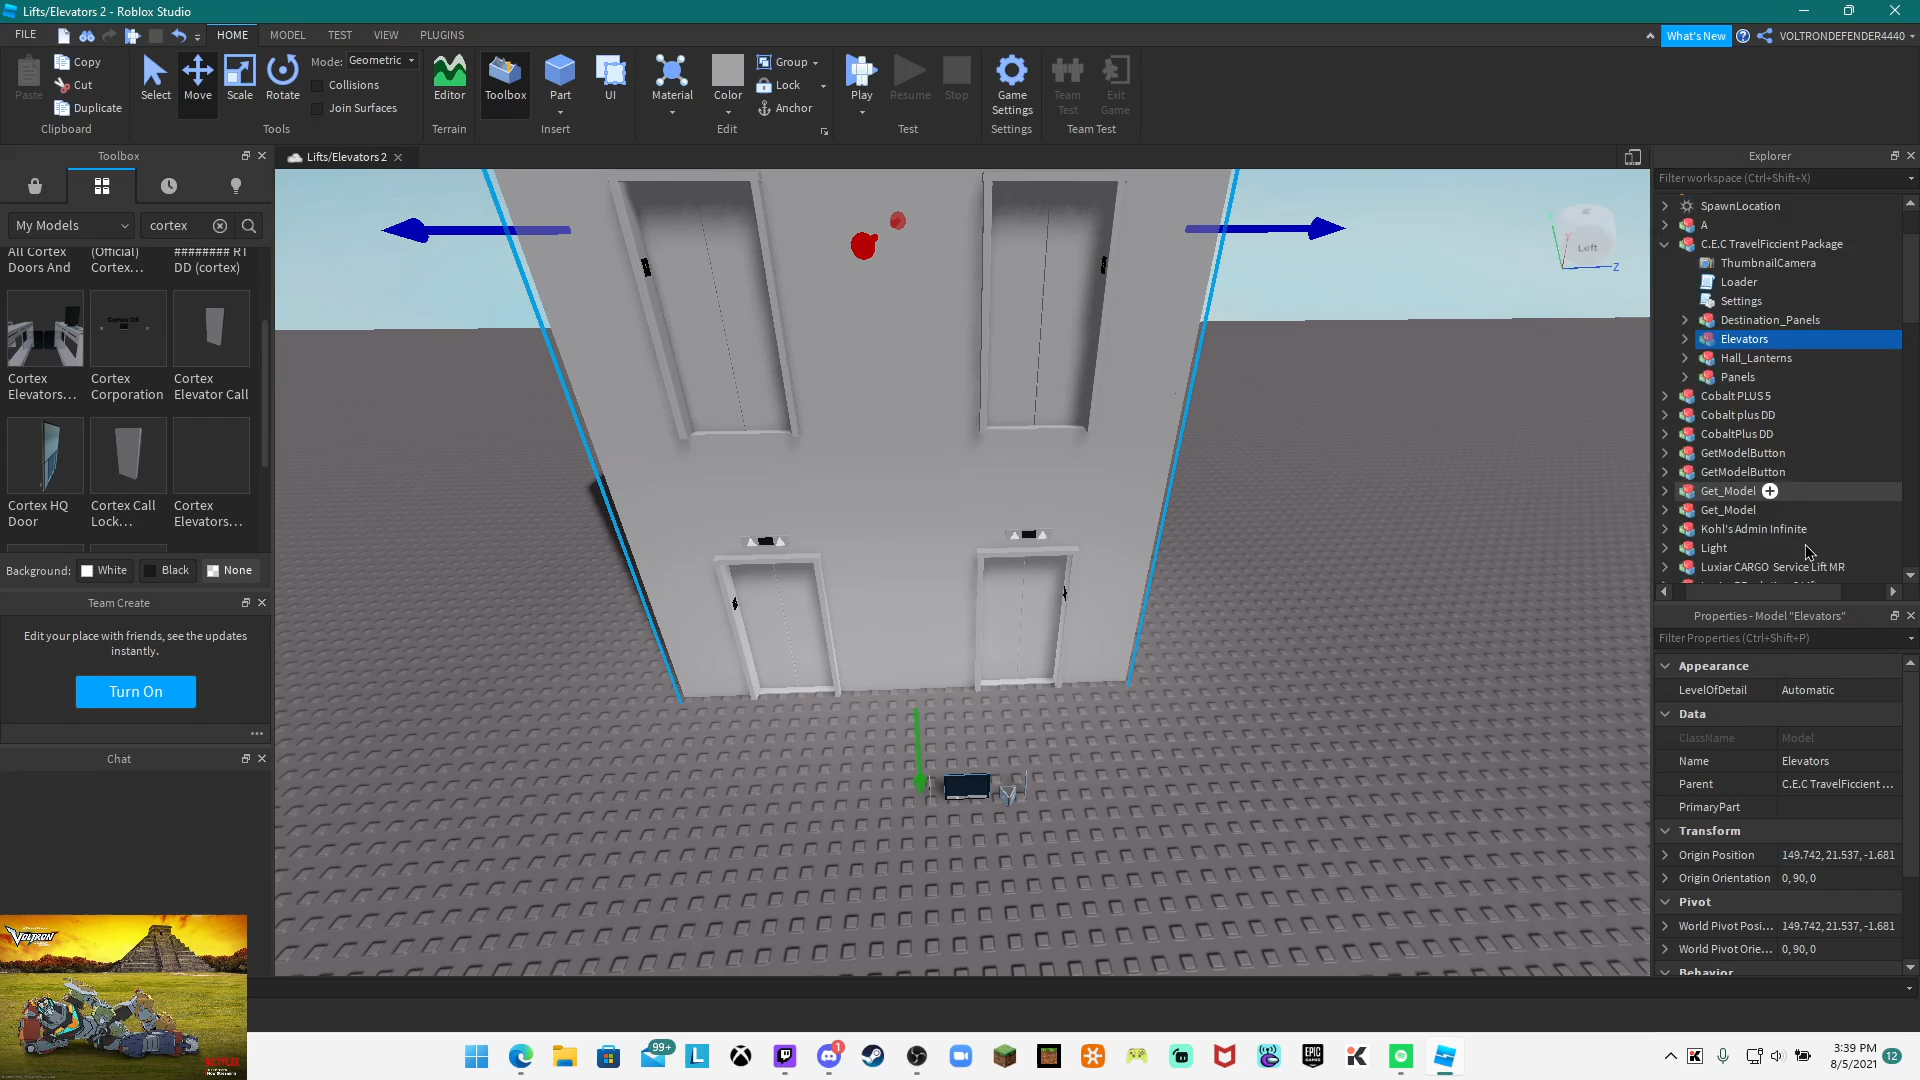 Lifts/Elevators 2 - Roblox Studio
FILE
HOME
MODEL
TEST
VIEW
PLUGINS
What's New
VOLTRONDEFENDER4440
Paste
Copy
Cut
Duplicate
Clipboard
Select
Move
Scale
Rotate
Mode: Geometric
Collisions
Join Surfaces
Tools
Editor
Terrain
Toolbox
Part
UI
Insert
Material
Color
Group
Lock
Anchor
Edit
Play
Resume
Stop
Test
Game Settings
Settings
Team Test
Exit Game
Team Test
Toolbox
My Models
cortex
All Cortex Doors And
(Official) Cortex...
######## RT DD (cortex)
Cortex OS
Cortex Elevators...
Cortex Corporation
Cortex Elevator Call
Cortex HQ Door
Cortex Call Lock...
Cortex Elevators...
Background:
White
Black
None
Team Create
Edit your place with friends, see the updates
instantly.
Turn On
Chat
VOLTRON
NETFLIX
Lifts/Elevators 2
Left
Z
Explorer
Filter workspace (Ctrl+Shift+X)
SpawnLocation
A
C.E.C TravelFiccient Package
ThumbnailCamera
Loader
Settings
Destination_Panels
Elevators
Hall_Lanterns
Panels
Cobalt PLUS 5
Cobalt plus DD
CobaltPlus DD
GetModelButton
GetModelButton
Get_Model
Get_Model
Kohl's Admin Infinite
Light
Luxiar CARGO Service Lift MR
Properties - Model "Elevators"
Filter Properties (Ctrl+Shift+P)
Appearance
LevelOfDetail Automatic
Data
ClassName Model
Name Elevators
Parent C.E.C TravelFiccient ...
PrimaryPart
Transform
Origin Position 149.742, 21.537, -1.681
Origin Orientation 0, 90, 0
Pivot
World Pivot Posi... 149.742, 21.537, -1.681
World Pivot Orie... 0, 90, 0
Behavior
99+
L
1
EPIC GAMES
K
3:39 PM
8/5/2021
12